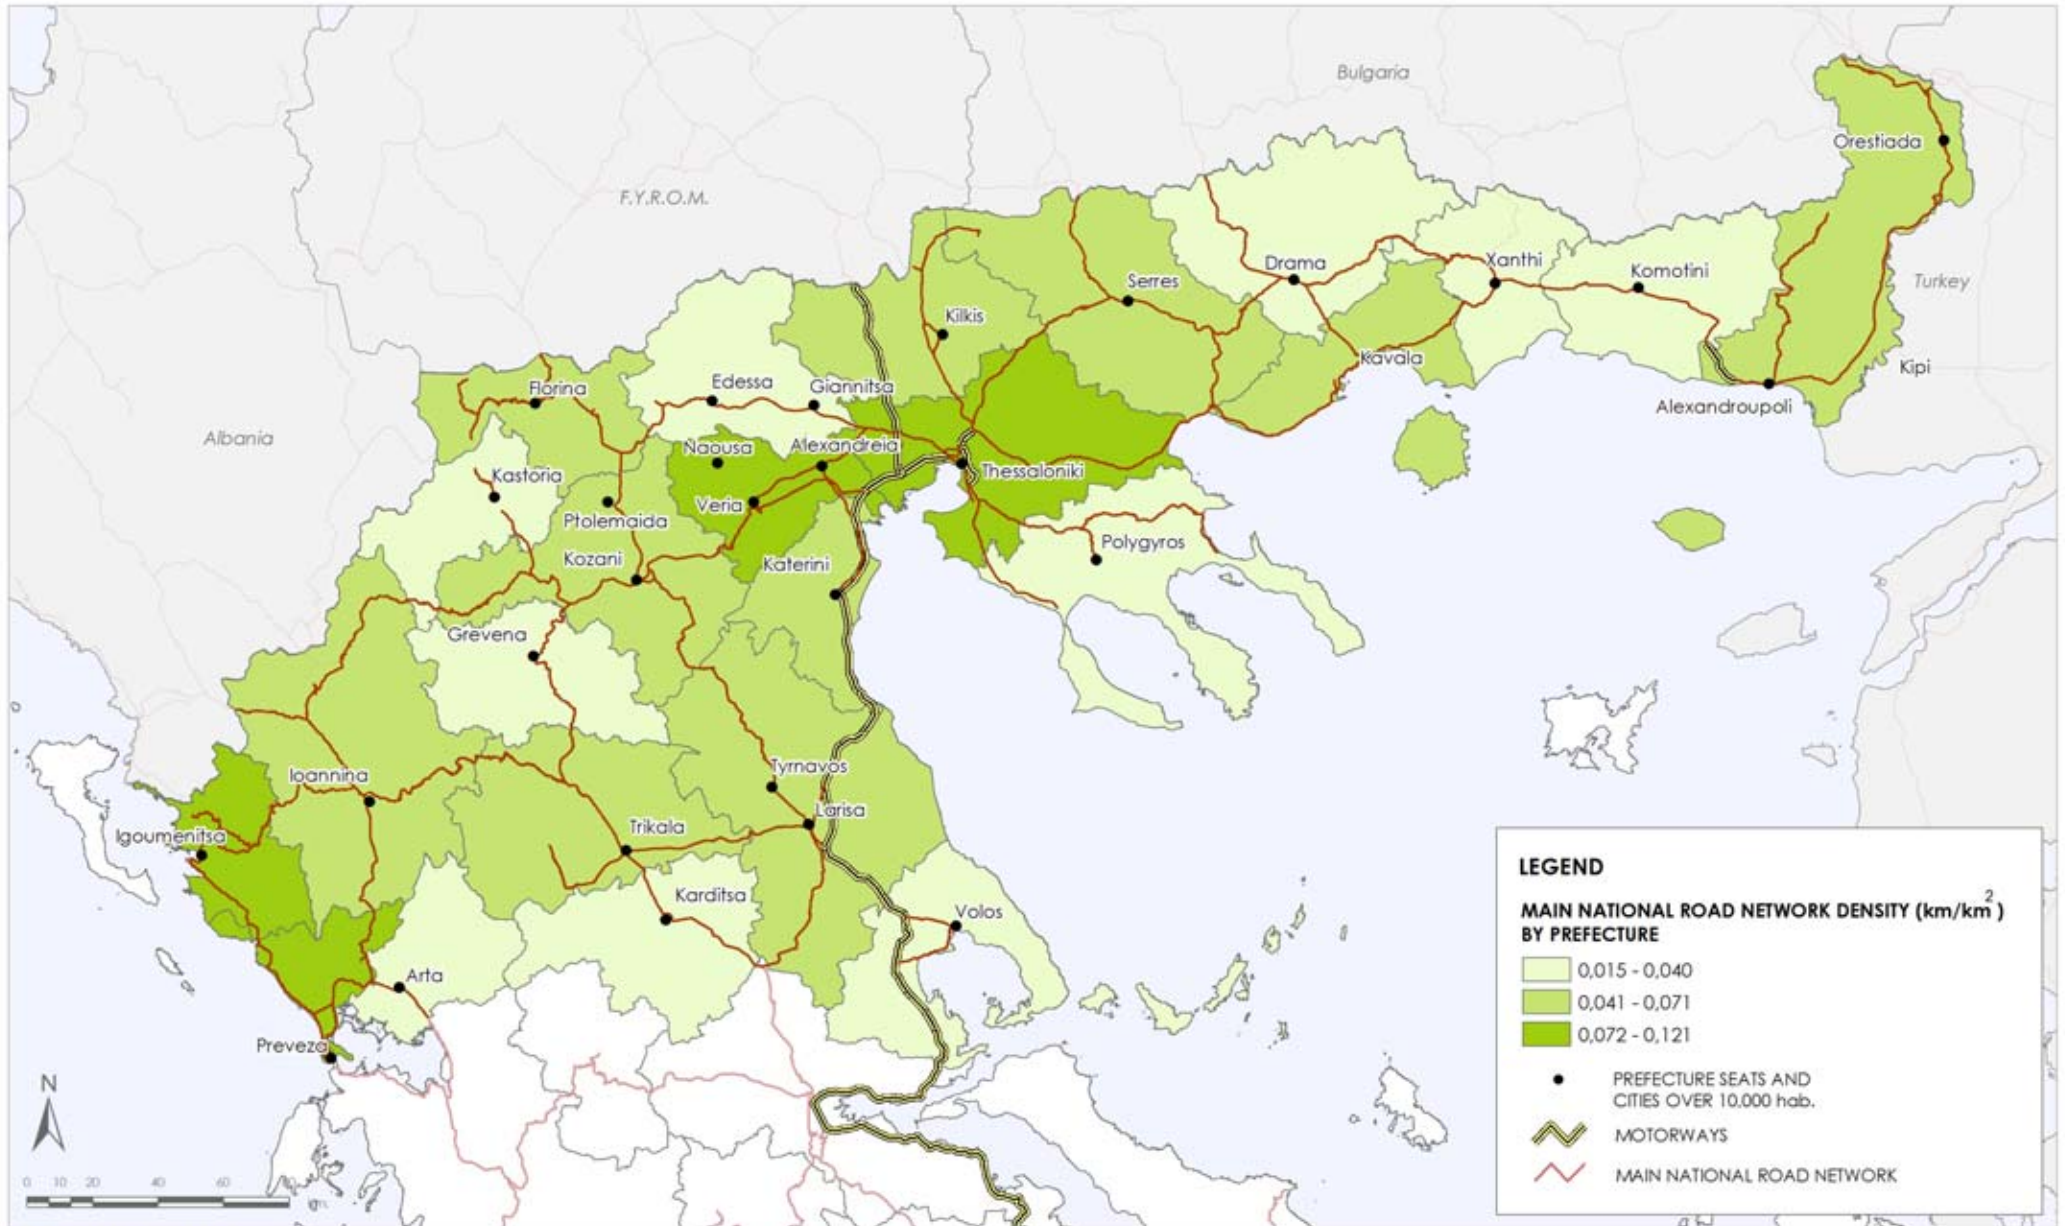 Bulgaria
Orestiada
F.Y.R.O.M.
Drama
Xanthi
Komotini
Turkey
Serres
Kilkis
Kavala
Kipi
Florina
Edessa
Giannitsa
Alexandroupoli
Albania
Naousa
Alexandreia
Kastoria
Thessaloniki
Veria
Ptolemaida
Polygyros
Kozani
Katerini
Grevena
Ioannina
Tyrnavos
Larisa
Igoumenitsa
Trikala
Karditsa
Volos
Arta
Preveza
N
0 10 20 40 60 80
km
LEGEND
MAIN NATIONAL ROAD NETWORK DENSITY (km/km2)
BY PREFECTURE
0,015 - 0,040
0,041 - 0,071
0,072 - 0,121
PREFECTURE SEATS AND
CITIES OVER 10,000 hab.
MOTORWAYS
MAIN NATIONAL ROAD NETWORK